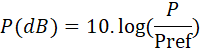 P(dB) = 10.log(P/Pref)